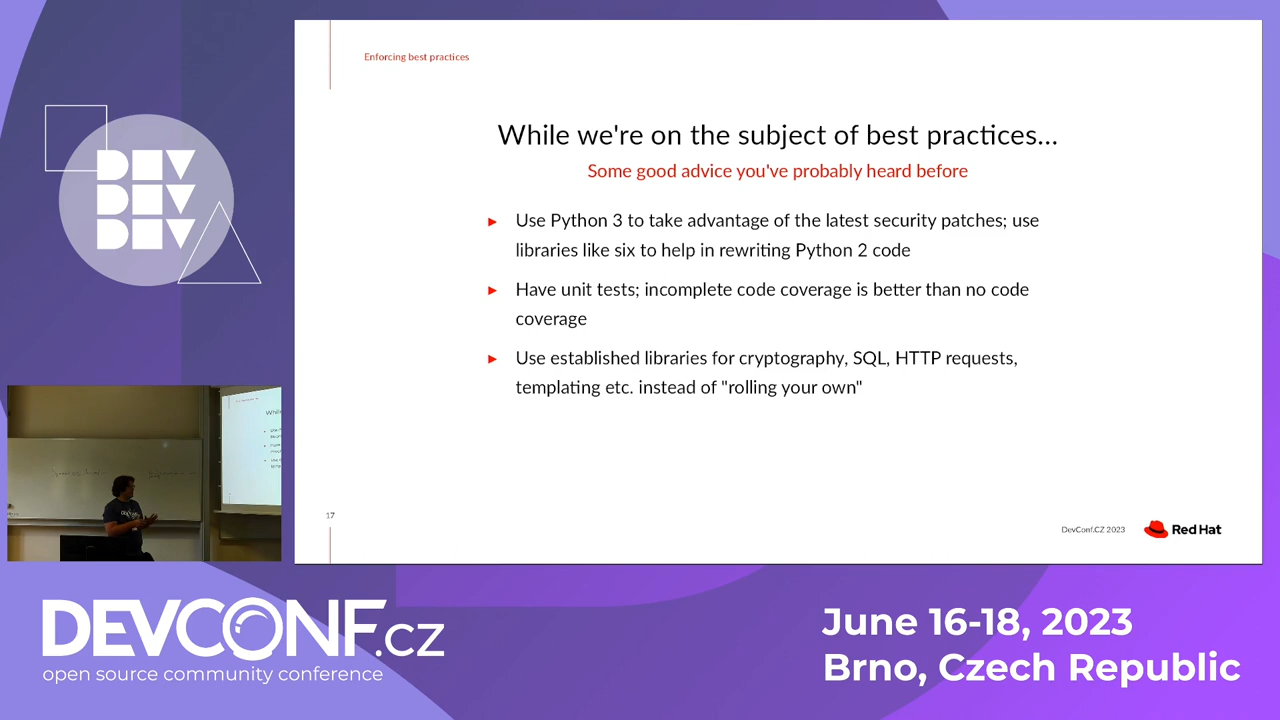 Enforcing best practices
While we're on the subject of best practices...
Some good advice you've probably heard before
► Use Python 3 to take advantage of the latest security patches; use
libraries like six to help in rewriting Python 2 code
► Have unit tests; incomplete code coverage is better than no code
coverage
► Use established libraries for cryptography, SQL, HTTP requests,
templating etc. instead of "rolling your own"
17
DevConf.CZ 2023
Red Hat
DEV
DEV
DEV
DEVCONF.cz
open source community conference
June 16-18, 2023
Brno, Czech Republic